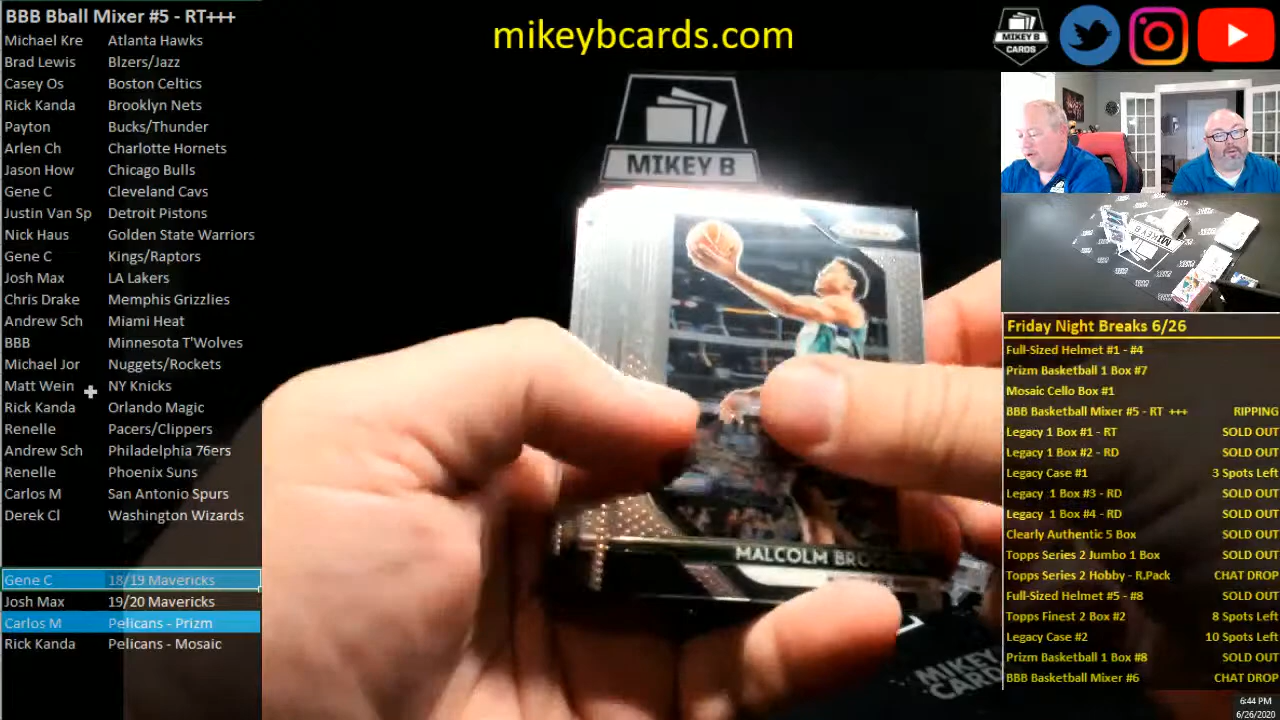 BBB Bball Mixer #5 - RT+++
Michael Kre Atlanta Hawks
Brad Lewis Blzers/Jazz
Casey Os Boston Celtics
Rick Kanda Brooklyn Nets
Payton Bucks/Thunder
Arlen Ch Charlotte Hornets
Jason How Chicago Bulls
Gene C Cleveland Cavs
Justin Van Sp Detroit Pistons
Nick Haus Golden State Warriors
Gene C Kings/Raptors
Josh Max LA Lakers
Chris Drake Memphis Grizzlies
Andrew Sch Miami Heat
BBB Minnesota T'Wolves
Michael Jor Nuggets/Rockets
Matt Wein NY Knicks
Rick Kanda Orlando Magic
Renelle Pacers/Clippers
Andrew Sch Philadelphia 76ers
Renelle Phoenix Suns
Carlos M San Antonio Spurs
Derek Cl Washington Wizards
Gene C 18/19 Mavericks
Josh Max 19/20 Mavericks
Carlos M Pelicans - Prizm
Rick Kanda Pelicans - Mosaic
mikeybcards.com
MIKEY B
MALCOLM
MIKEY
CARDS
MIKEY B
CARDS
MIKEY B
Friday Night Breaks 6/26
Full-Sized Helmet #1 - #4
Prizm Basketball 1 Box #7
Mosaic Cello Box #1
BBB Basketball Mixer #5 - RT +++ RIPPING
Legacy 1 Box #1 - RT SOLD OUT
Legacy 1 Box #2 - RD SOLD OUT
Legacy Case #1 3 Spots Left
Legacy 1 Box #3 - RD SOLD OUT
Legacy 1 Box #4 - RD SOLD OUT
Clearly Authentic 5 Box SOLD OUT
Topps Series 2 Jumbo 1 Box SOLD OUT
Topps Series 2 Hobby - R.Pack CHAT DROP
Full-Sized Helmet #5 - #8 SOLD OUT
Topps Finest 2 Box #2 8 Spots Left
Legacy Case #2 10 Spots Left
Prizm Basketball 1 Box #8 SOLD OUT
BBB Basketball Mixer #6 CHAT DROP
6:44 PM
6/26/2020